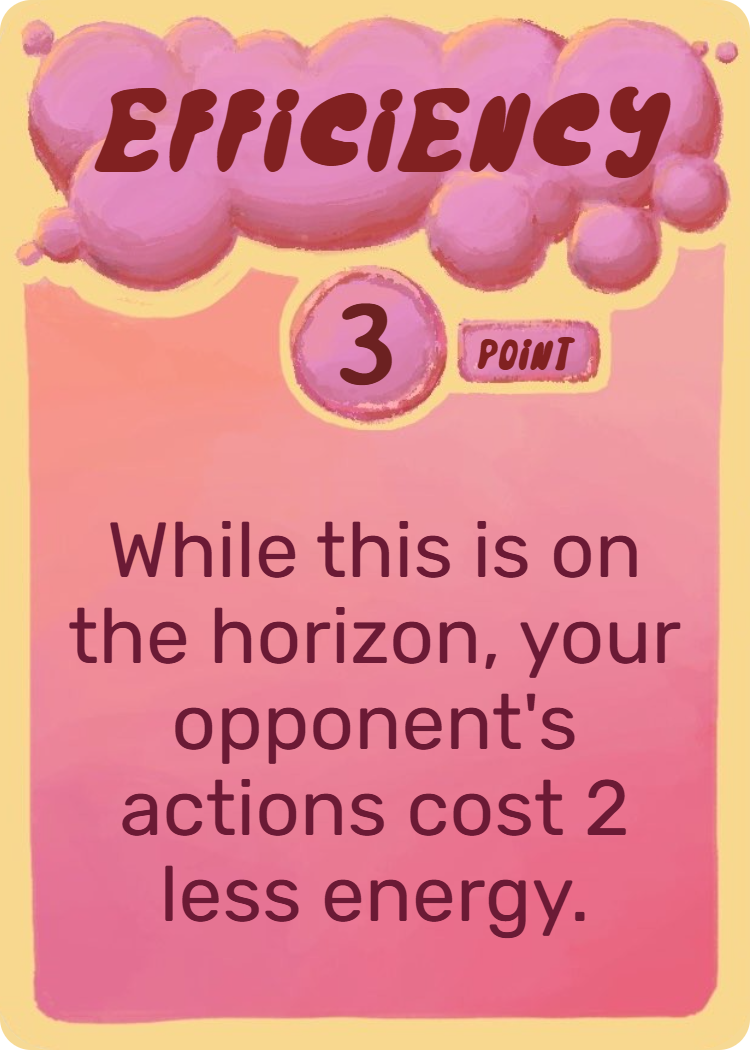 EFFiCiENCY
3
POiNT
While this is on
the horizon, your
opponent's
actions cost 2
less energy.